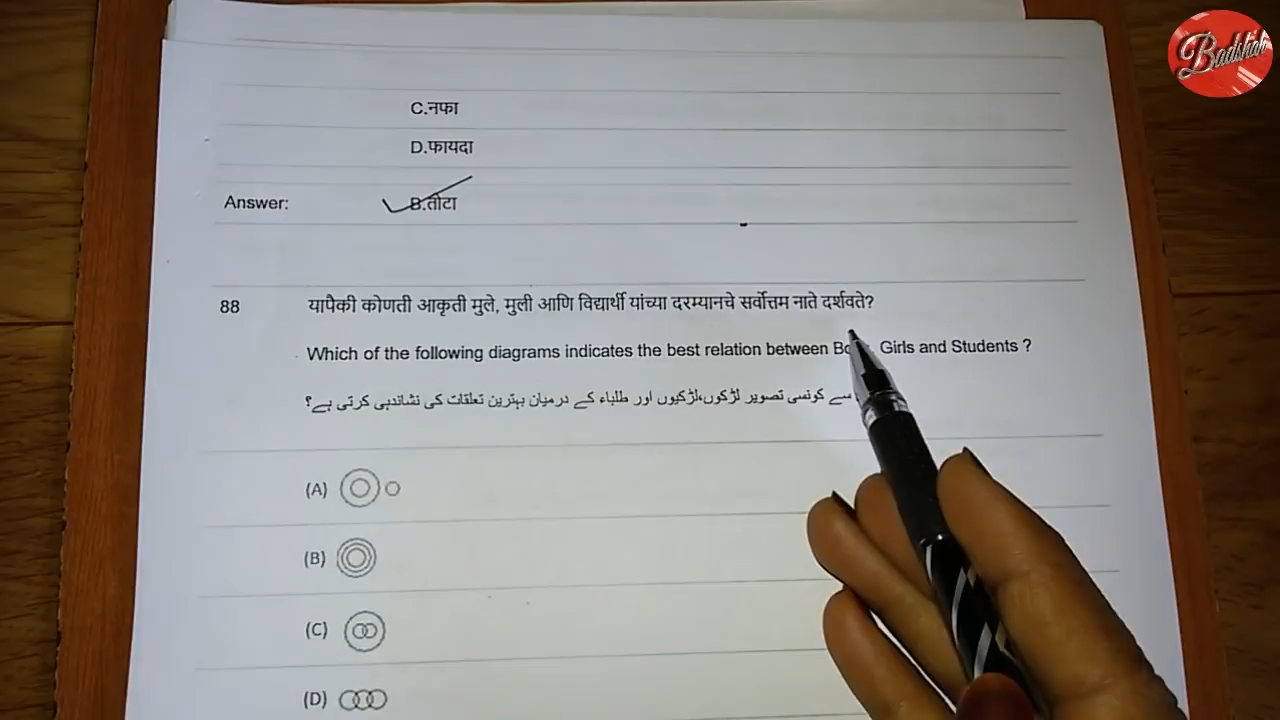 Badshah
C.नफा
D.फायदा
Answer: B.तोटा
88 यापैकी कोणती आकृती मुले, मुली आणि विद्यार्थी यांच्या दरम्यानचे सर्वोत्तम नाते दर्शवते?
Which of the following diagrams indicates the best relation between Girls and Students ?
سے کونسی تصویر لڑکوں،لڑکیوں اور طلباء کے درمیان بہترین تعلقات کی نشاندہی کرتی ہے؟
(A)
(B)
(C)
(D)